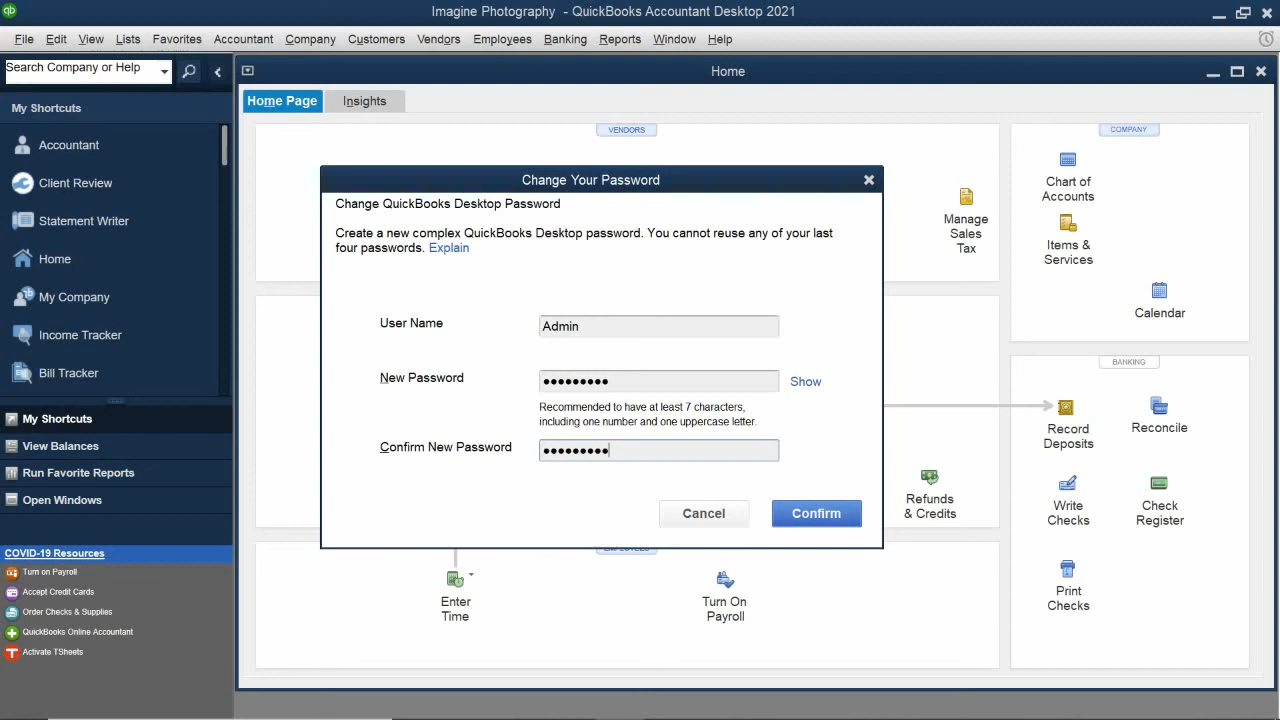 qb
Imagine Photography - QuickBooks Accountant Desktop 2021
File Edit View Lists Favorites Accountant Company Customers Vendors Employees Banking Reports Window Help
Search Company or Help
My Shortcuts
Accountant
Client Review
Statement Writer
Home
My Company
Income Tracker
Bill Tracker
My Shortcuts
View Balances
Run Favorite Reports
Open Windows
COVID-19 Resources
Turn on Payroll
Accept Credit Cards
Order Checks & Supplies
QuickBooks Online Accountant
T Activate TSheets
Home
Home Page Insights
VENDORS
Manage
Sales
Tax
COMPANY
Chart of
Accounts
Items &
Services
Calendar
Change Your Password
Change QuickBooks Desktop Password
Create a new complex QuickBooks Desktop password. You cannot reuse any of your last
four passwords. Explain
User Name Admin
New Password ●●●●●●●●● Show
Recommended to have at least 7 characters,
including one number and one uppercase letter.
Confirm New Password ●●●●●●●●●
Cancel Confirm
Refunds
& Credits
BANKING
Record
Deposits
Reconcile
Write
Checks
Check
Register
Print
Checks
EMPLOYEES
Enter
Time
Turn On
Payroll